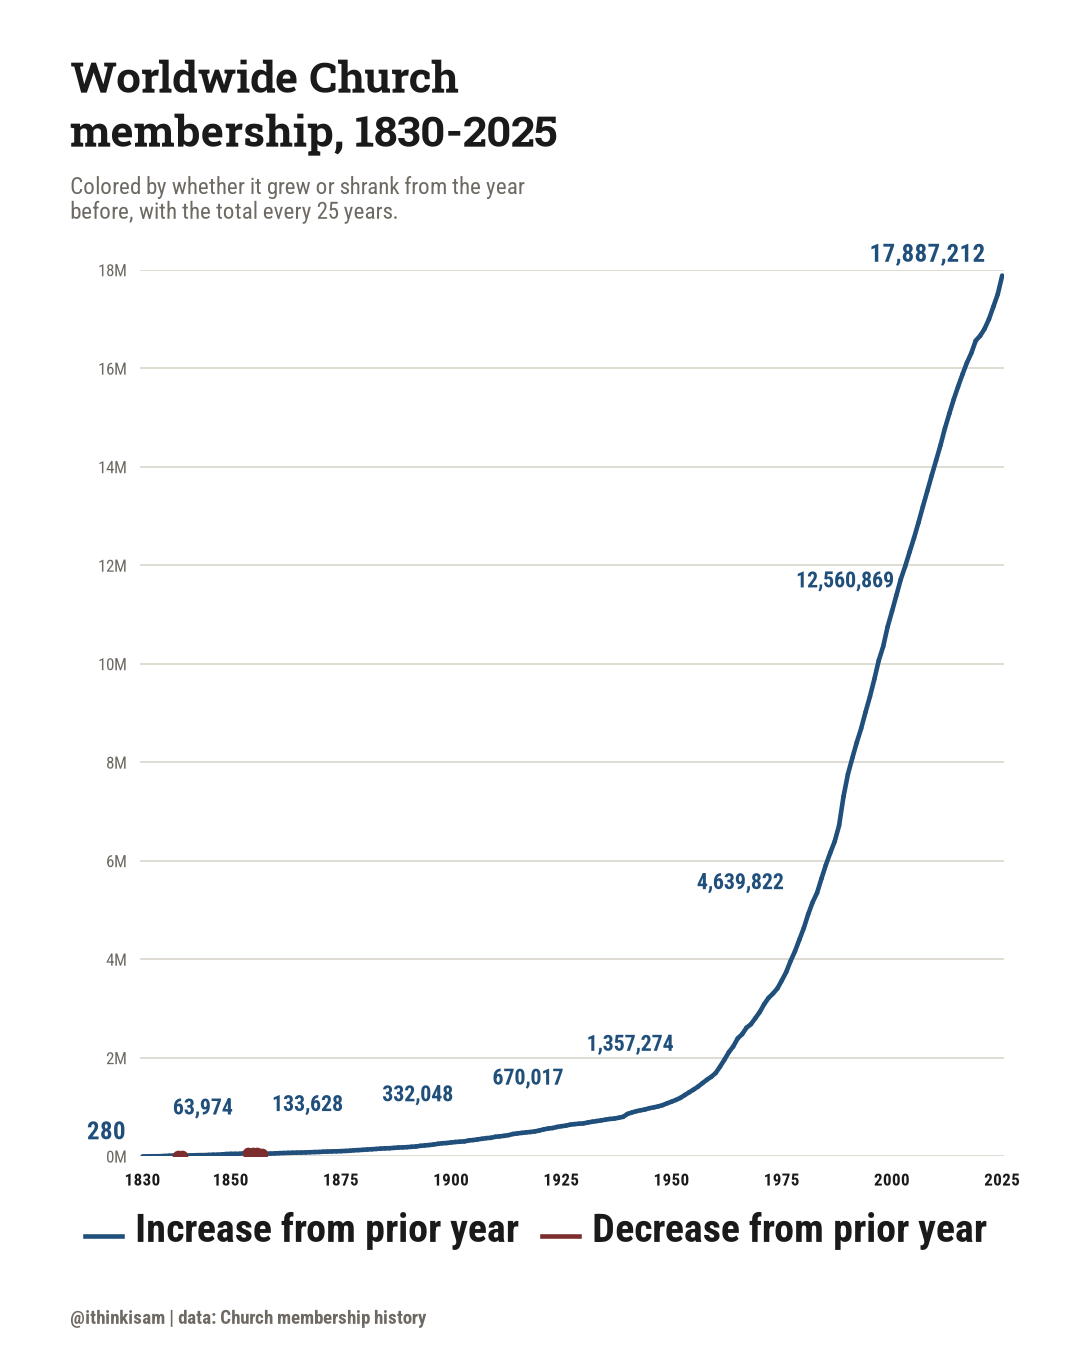 Worldwide Church
membership, 1830-2025
Colored by whether it grew or shrank from the year
before, with the total every 25 years.
17,887,212
18M
16M
14M
12M
12,560,869
10M
8M
6M
4,639,822
4M
2M
1,357,274
670,017
332,048
133,628
63,974
280
0M
1830 1850 1875 1900 1925 1950 1975 2000 2025
Increase from prior year Decrease from prior year
@ithinkisam | data: Church membership history